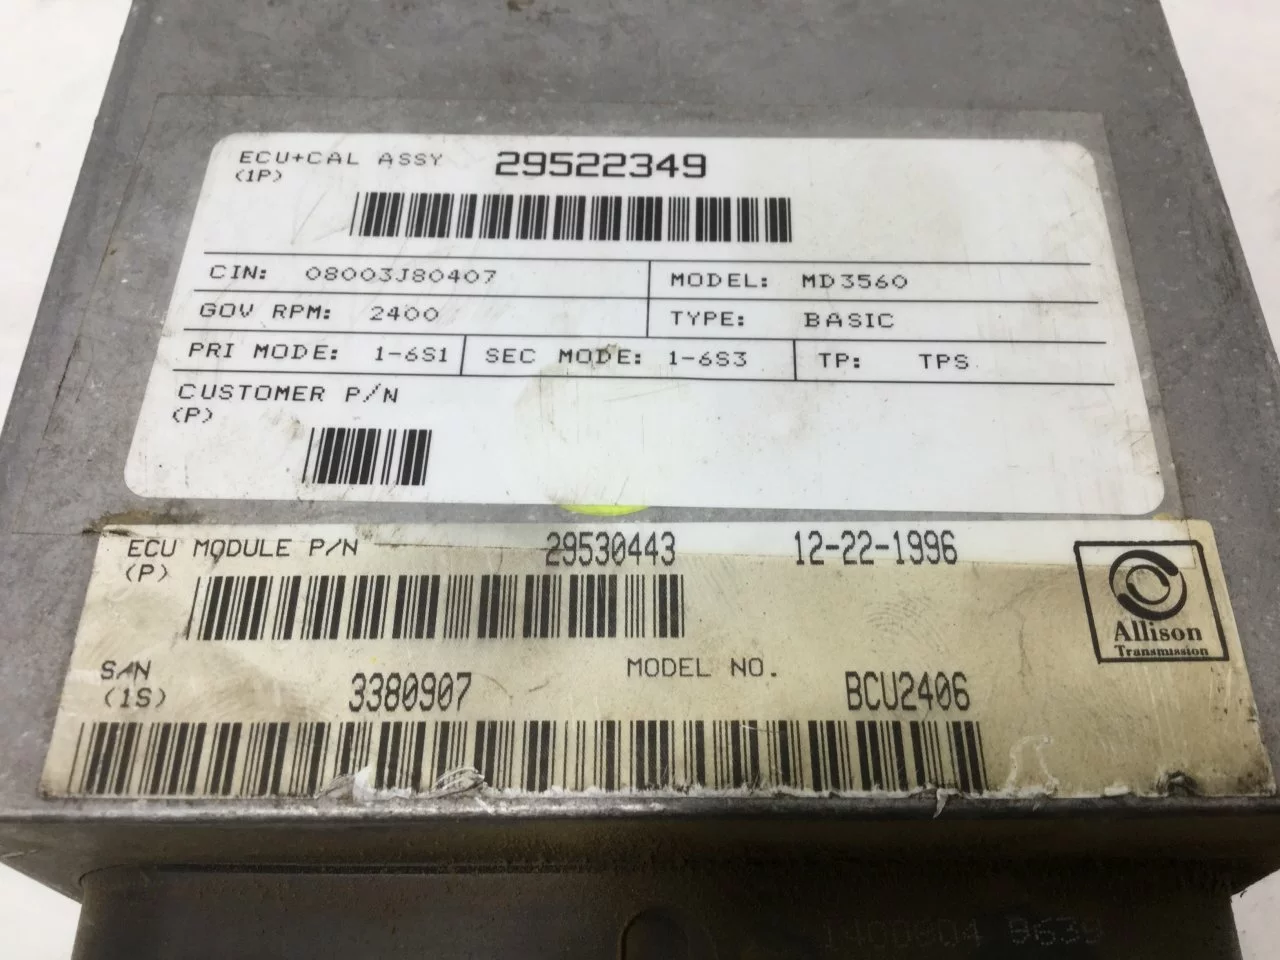 ECU+CAL ASSY 29522349
(1P)
CIN: 08003J80407 MODEL: MD3560
GOV RPM: 2400 TYPE: BASIC
PRI MODE: 1-6S1 SEC MODE: 1-6S3 TP: TPS
CUSTOMER P/N
(P)
ECU MODULE P/N 29530443 12-22-1996
(P)
Allison
Transmission
S/N MODEL NO.
(1S) 3380907 BCU2406